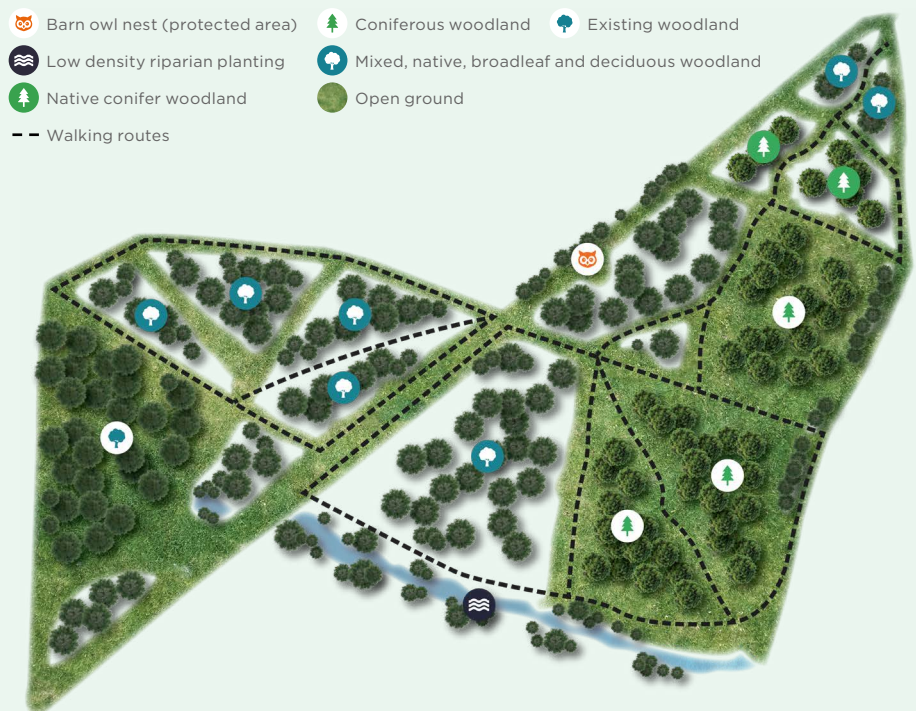 Barn owl nest (protected area)
Coniferous woodland
Existing woodland
Low density riparian planting
Mixed, native, broadleaf and deciduous woodland
Native conifer woodland
Open ground
Walking routes